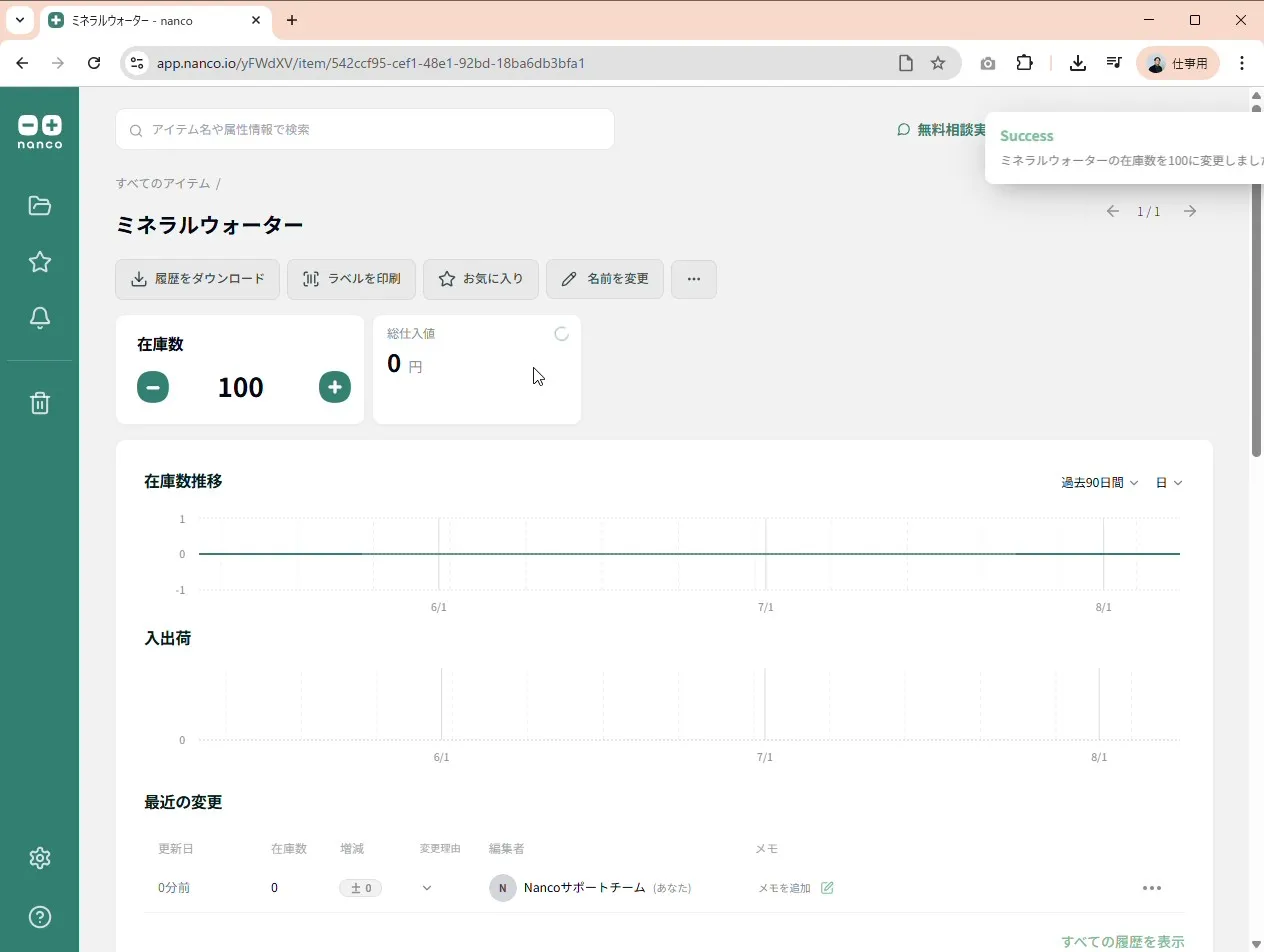 ミネラルウォーター - nanco
app.nanco.io/yFWdXV/item/542ccf95-cef1-48e1-92bd-18ba6db3bfa1
仕事用
nanco
アイテム名や属性情報で検索
無料相談実
Success
ミネラルウォーターの在庫数を100に変更しまし
すべてのアイテム /
ミネラルウォーター
1 / 1
履歴をダウンロード
ラベルを印刷
お気に入り
名前を変更
在庫数
100
総仕入値
0 円
在庫数推移
過去90日間
日
1
0
-1
6/1
7/1
8/1
入出荷
0
6/1
7/1
8/1
最近の変更
更新日 在庫数 増減 変更理由 編集者 メモ
0分前 0 ± 0 N Nancoサポートチーム (あなた) メモを追加
すべての履歴を表示